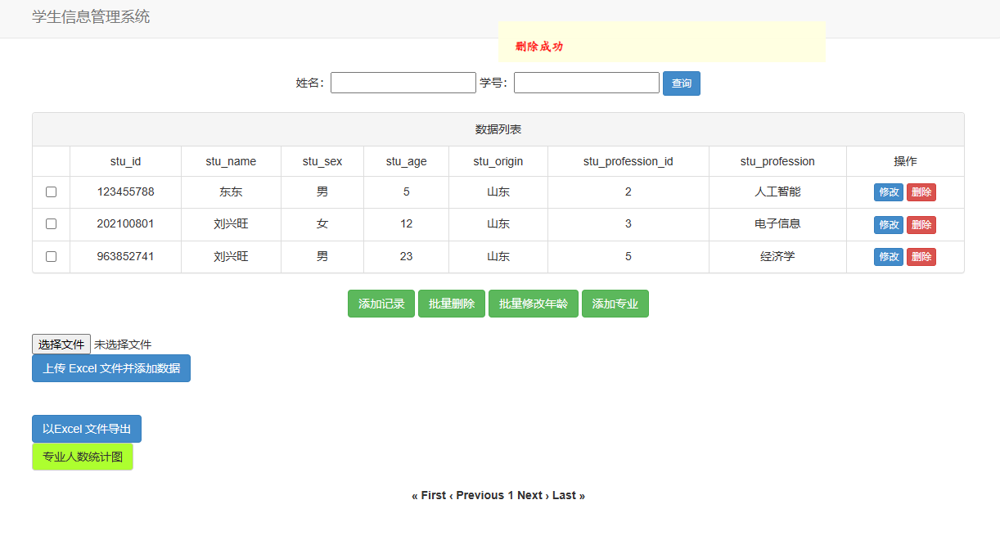 学生信息管理系统
删除成功
姓名： 学号： 查询
数据列表
stu_id stu_name stu_sex stu_age stu_origin stu_profession_id stu_profession 操作
123455788 东东 男 5 山东 2 人工智能 修改 删除
202100801 刘兴旺 女 12 山东 3 电子信息 修改 删除
963852741 刘兴旺 男 23 山东 5 经济学 修改 删除
添加记录 批量删除 批量修改年龄 添加专业
选择文件 未选择文件
上传 Excel 文件并添加数据
以Excel 文件导出
专业人数统计图
« First ‹ Previous 1 Next › Last »